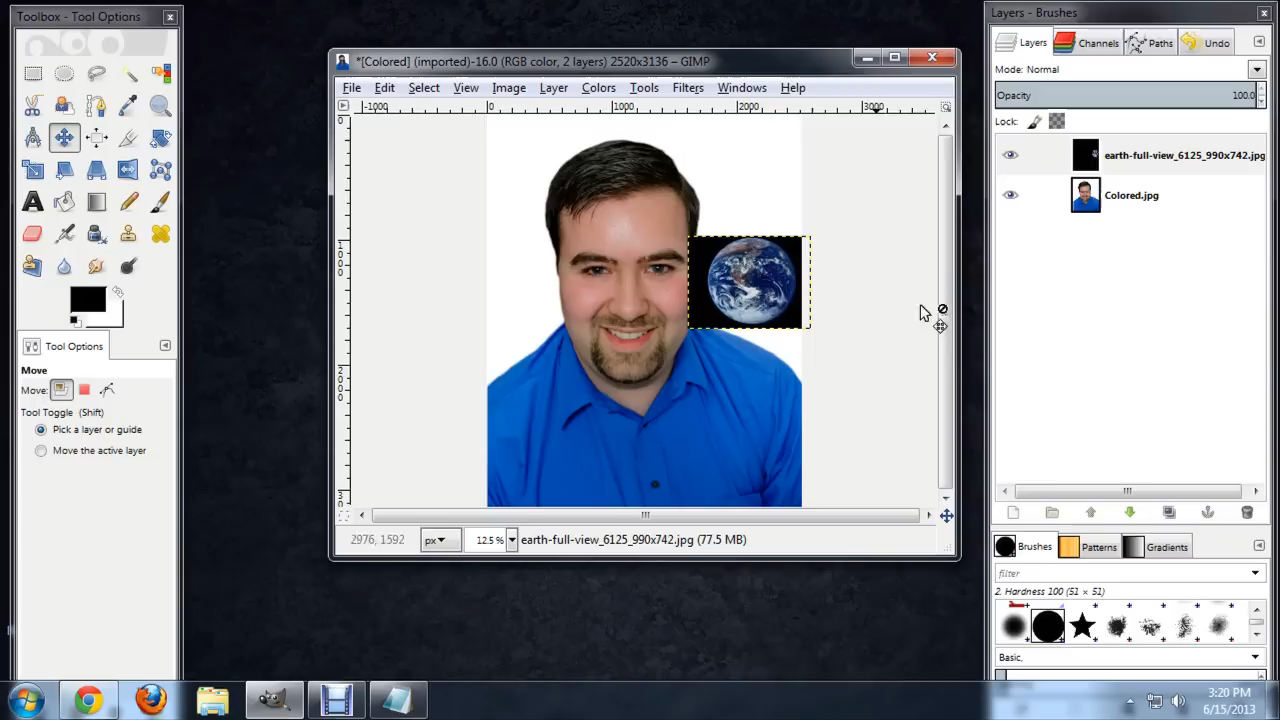 Toolbox - Tool Options
Tool Options
Move
Move:
Tool Toggle (Shift)
Pick a layer or guide
Move the active layer
[Colored] (imported)-16.0 (RGB color, 2 layers) 2520x3136 – GIMP
File Edit Select View Image Layer Colors Tools Filters Windows Help
-1000 0 1000 2000 3000
0
1000
2000
2976, 1592 px 12.5 % earth-full-view_6125_990x742.jpg (77.5 MB)
Layers - Brushes
Layers Channels Paths Undo
Mode: Normal
Opacity 100.0
Lock:
earth-full-view_6125_990x742.jpg
Colored.jpg
Brushes Patterns Gradients
filter
2. Hardness 100 (51 × 51)
Basic,
3:20 PM
6/15/2013